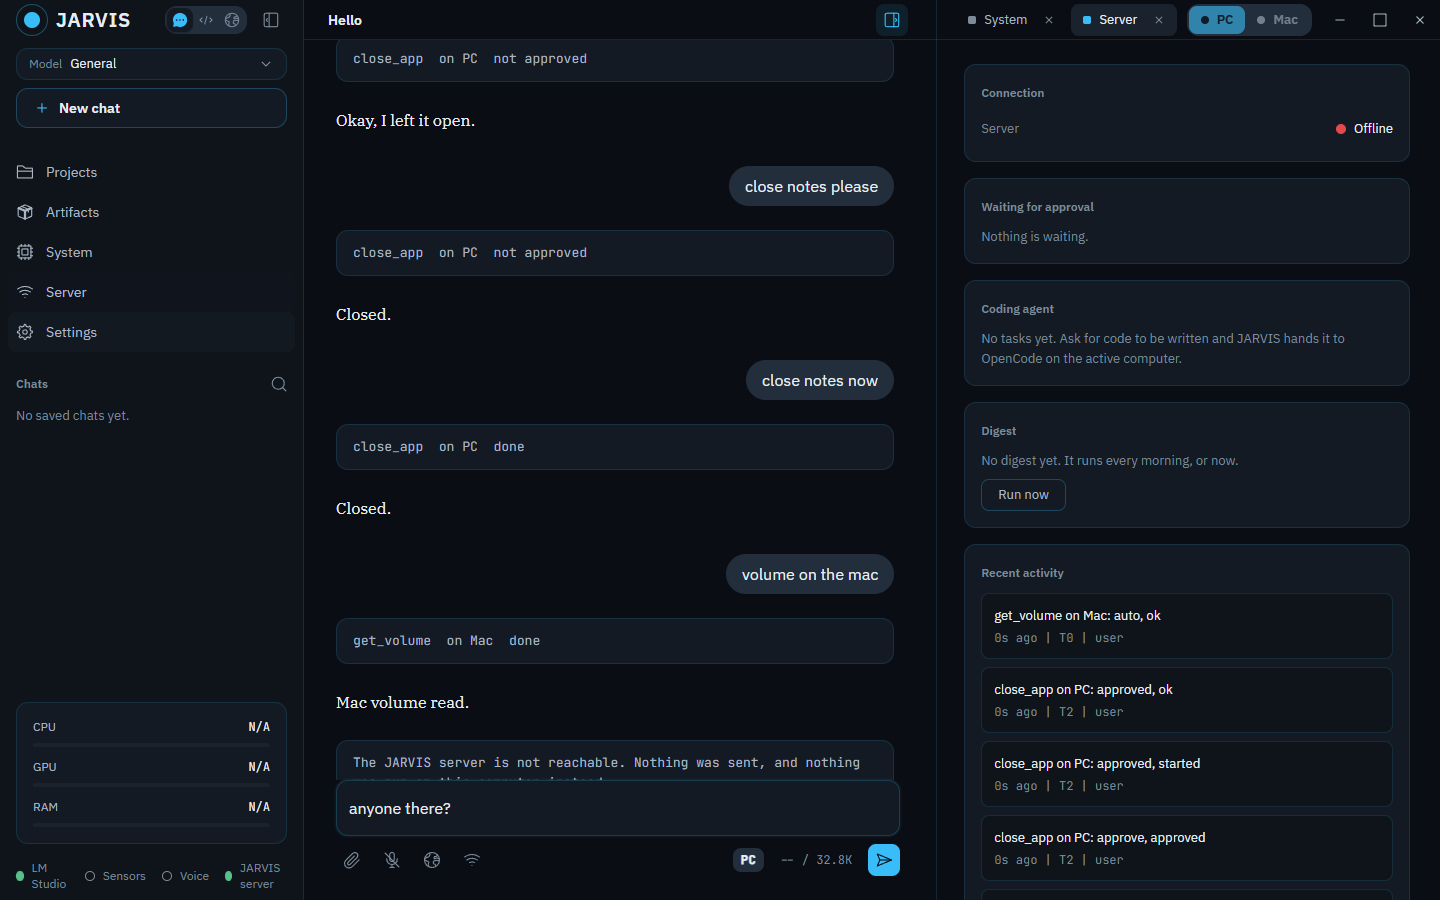 JARVIS
Model General
New chat
Projects
Artifacts
System
Server
Settings
Chats
No saved chats yet.
CPU N/A
GPU N/A
RAM N/A
LM Studio
Sensors
Voice
JARVIS server
Hello
close_app on PC not approved
Okay, I left it open.
close notes please
close_app on PC not approved
Closed.
close notes now
close_app on PC done
Closed.
volume on the mac
get_volume on Mac done
Mac volume read.
The JARVIS server is not reachable. Nothing was sent, and nothing
anyone there?
PC -- / 32.8K
System
Server
PC
Mac
Connection
Server Offline
Waiting for approval
Nothing is waiting.
Coding agent
No tasks yet. Ask for code to be written and JARVIS hands it to
OpenCode on the active computer.
Digest
No digest yet. It runs every morning, or now.
Run now
Recent activity
get_volume on Mac: auto, ok
0s ago | T0 | user
close_app on PC: approved, ok
0s ago | T2 | user
close_app on PC: approved, started
0s ago | T2 | user
close_app on PC: approve, approved
0s ago | T2 | user